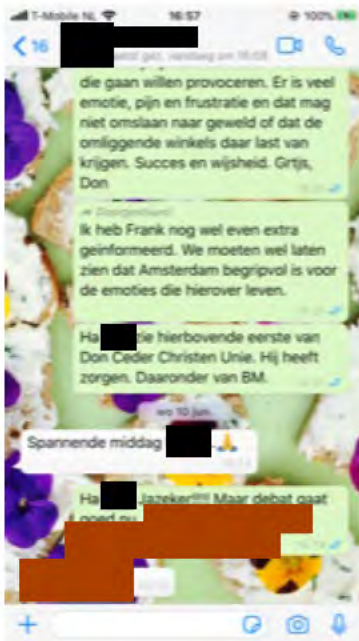 T-Mobile NL 16:57 100%
16
die gaan willen provoceren. Er is veel
emotie, pijn en frustratie en dat mag
niet omslaan naar geweld of dat de
omliggende winkels daar last van
krijgen. Succes en wijsheid. Grtjs,
Don
Doorgestuurd
Ik heb Frank nog wel even extra
geinformeerd. We moeten wel laten
zien dat Amsterdam begripvol is voor
de emoties die hierover leven.
Ha zie hierbovende eerste van
Don Ceder Christen Unie. Hij heeft
zorgen. Daaronder van BM.
wo 10 jun.
Spannende middag 🙏
Ha Jazeker!!!! Maar debat gaat
goed nu